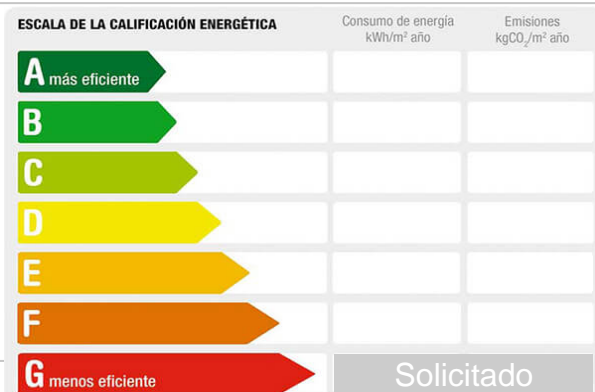 ESCALA DE LA CALIFICACIÓN ENERGÉTICA
Consumo de energía
kWh/m² año
Emisiones
kgCO₂/m² año
A más eficiente
B
C
D
E
F
G menos eficiente
Solicitado